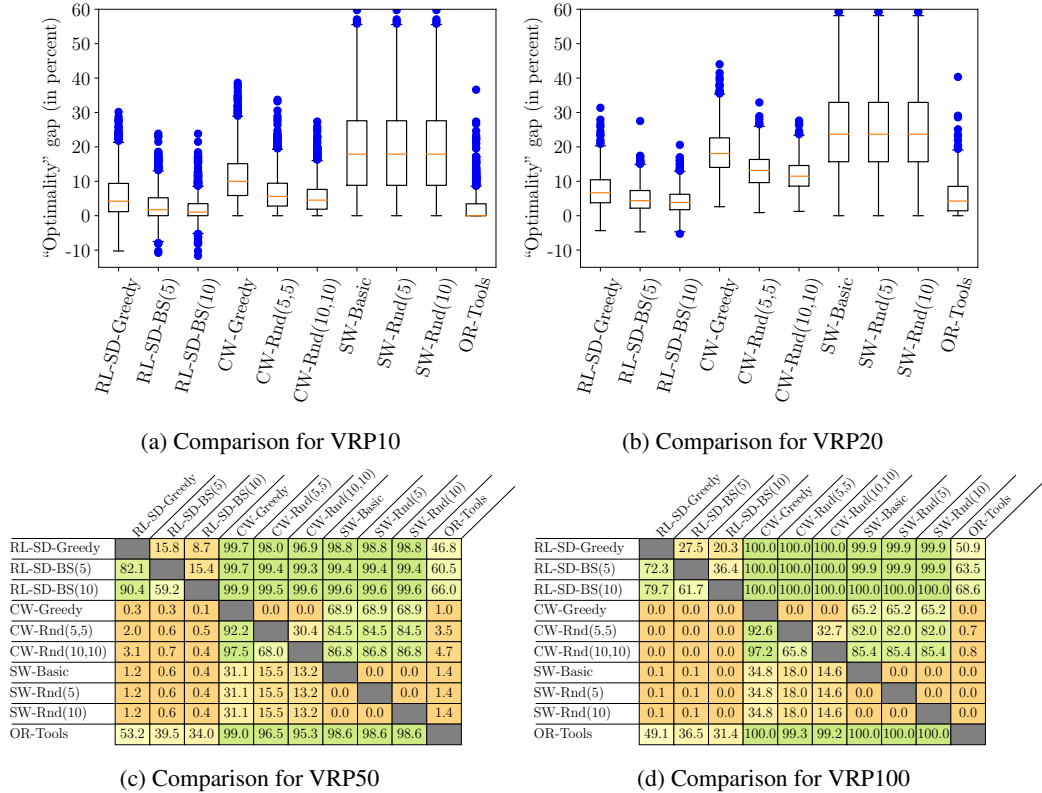 60
50
40
30
20
10
0
-10
"Optimality" gap (in percent)
RL-SD-Greedy
RL-SD-BS(5)
RL-SD-BS(10)
CW-Greedy
CW-Rnd(5,5)
CW-Rnd(10,10)
SW-Basic
SW-Rnd(5)
SW-Rnd(10)
OR-Tools
(a) Comparison for VRP10
60
50
40
30
20
10
0
-10
"Optimality" gap (in percent)
RL-SD-Greedy
RL-SD-BS(5)
RL-SD-BS(10)
CW-Greedy
CW-Rnd(5,5)
CW-Rnd(10,10)
SW-Basic
SW-Rnd(5)
SW-Rnd(10)
OR-Tools
(b) Comparison for VRP20
RL-SD-Greedy RL-SD-BS(5) RL-SD-BS(10) CW-Greedy CW-Rnd(5,5) CW-Rnd(10,10) SW-Basic SW-Rnd(5) SW-Rnd(10) OR-Tools
RL-SD-Greedy 15.8 8.7 99.7 98.0 96.9 98.8 98.8 98.8 46.8
RL-SD-BS(5) 82.1 15.4 99.7 99.4 99.3 99.4 99.4 99.4 60.5
RL-SD-BS(10) 90.4 59.2 99.9 99.5 99.6 99.6 99.6 99.6 66.0
CW-Greedy 0.3 0.3 0.1 0.0 0.0 68.9 68.9 68.9 1.0
CW-Rnd(5,5) 2.0 0.6 0.5 92.2 30.4 84.5 84.5 84.5 3.5
CW-Rnd(10,10) 3.1 0.7 0.4 97.5 68.0 86.8 86.8 86.8 4.7
SW-Basic 1.2 0.6 0.4 31.1 15.5 13.2 0.0 0.0 1.4
SW-Rnd(5) 1.2 0.6 0.4 31.1 15.5 13.2 0.0 0.0 1.4
SW-Rnd(10) 1.2 0.6 0.4 31.1 15.5 13.2 0.0 0.0 1.4
OR-Tools 53.2 39.5 34.0 99.0 96.5 95.3 98.6 98.6 98.6
(c) Comparison for VRP50
RL-SD-Greedy RL-SD-BS(5) RL-SD-BS(10) CW-Greedy CW-Rnd(5,5) CW-Rnd(10,10) SW-Basic SW-Rnd(5) SW-Rnd(10) OR-Tools
RL-SD-Greedy 27.5 20.3 100.0 100.0 100.0 99.9 99.9 99.9 50.9
RL-SD-BS(5) 72.3 36.4 100.0 100.0 100.0 99.9 99.9 99.9 63.5
RL-SD-BS(10) 79.7 61.7 100.0 100.0 100.0 100.0 100.0 100.0 68.6
CW-Greedy 0.0 0.0 0.0 0.0 0.0 65.2 65.2 65.2 0.0
CW-Rnd(5,5) 0.0 0.0 0.0 92.6 32.7 82.0 82.0 82.0 0.7
CW-Rnd(10,10) 0.0 0.0 0.0 97.2 65.8 85.4 85.4 85.4 0.8
SW-Basic 0.1 0.1 0.0 34.8 18.0 14.6 0.0 0.0 0.0
SW-Rnd(5) 0.1 0.1 0.0 34.8 18.0 14.6 0.0 0.0 0.0
SW-Rnd(10) 0.1 0.1 0.0 34.8 18.0 14.6 0.0 0.0 0.0
OR-Tools 49.1 36.5 31.4 100.0 99.3 99.2 100.0 100.0 100.0
(d) Comparison for VRP100